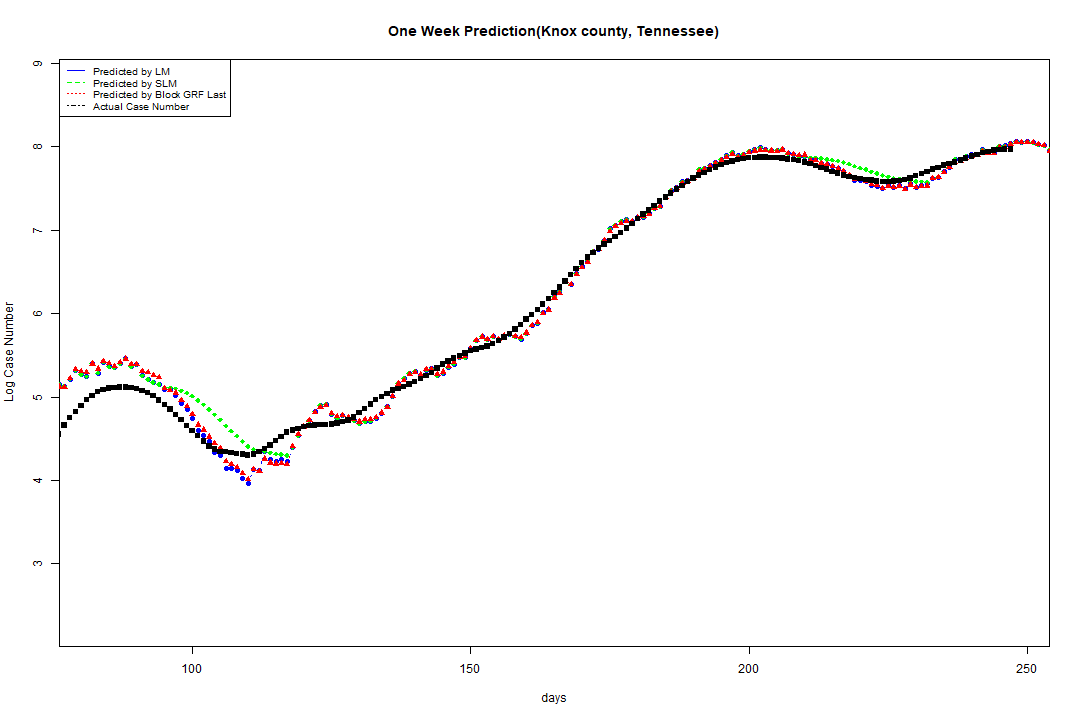 One Week Prediction(Knox county, Tennessee)
Predicted by LM
Predicted by SLM
Predicted by Block GRF Last
Actual Case Number
9
8
7
6
5
4
3
Log Case Number
100
150
200
250
days